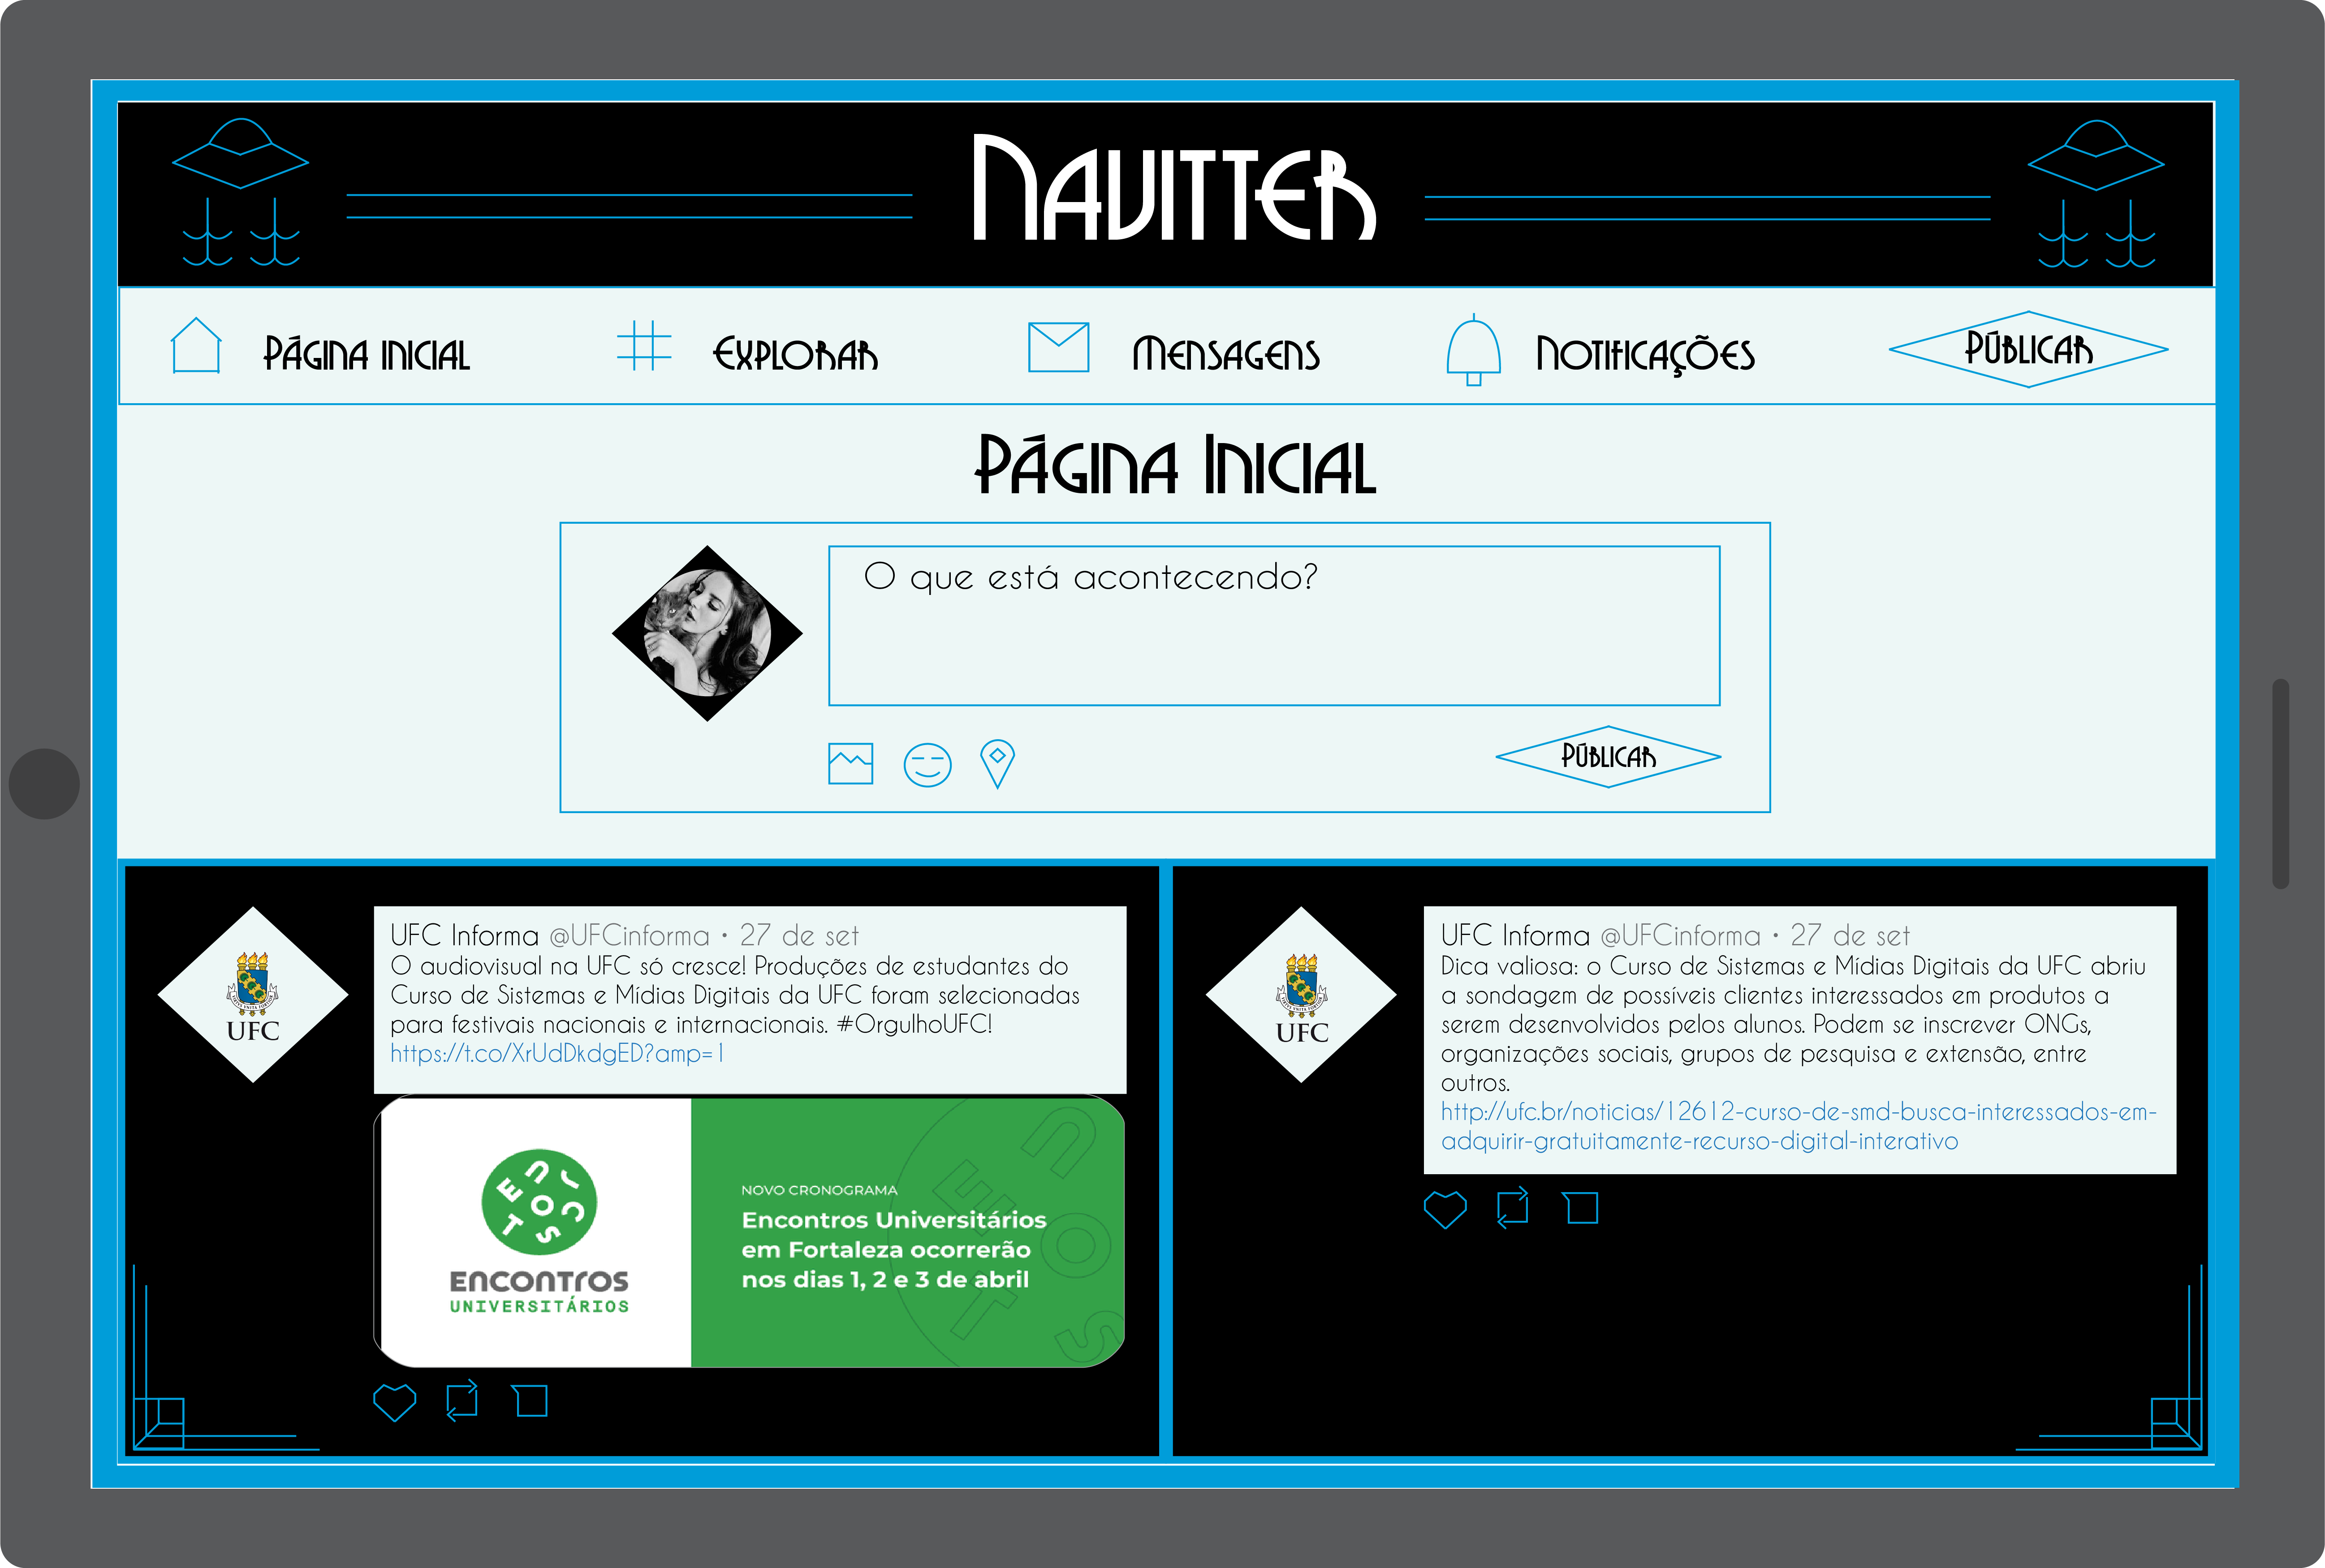 NAVITTER
PÁGINA INICIAL
EXPLORAR
MENSAGENS
NOTIFICAÇÕES
PÚBLICAR
PÁGINA INICIAL
O que está acontecendo?
PÚBLICAR
UFC Informa @UFCinforma • 27 de set
O audiovisual na UFC só cresce! Produções de estudantes do
Curso de Sistemas e Mídias Digitais da UFC foram selecionadas
para festivais nacionais e internacionais. #OrgulhoUFC!
https://t.co/XrUdDkdgED?amp=1
UFC
ENCONTROS
ENCONTROS
UNIVERSITÁRIOS
NOVO CRONOGRAMA
Encontros Universitários
em Fortaleza ocorrerão
nos dias 1, 2 e 3 de abril
UFC Informa @UFCinforma • 27 de set
Dica valiosa: o Curso de Sistemas e Mídias Digitais da UFC abriu
a sondagem de possíveis clientes interessados em produtos a
serem desenvolvidos pelos alunos. Podem se inscrever ONGs,
organizações sociais, grupos de pesquisa e extensão, entre
outros.
http://ufc.br/noticias/12612-curso-de-smd-busca-interessados-em-
adquirir-gratuitamente-recurso-digital-interativo
UFC